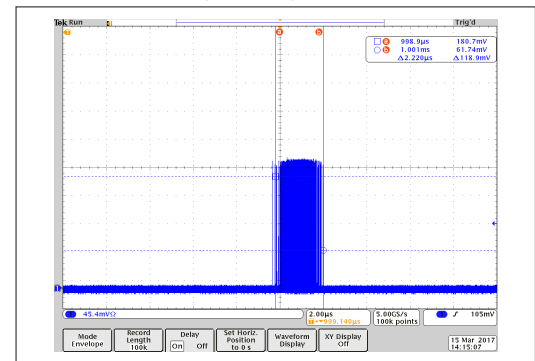 Tek Run Trig'd
a b
a 998.9µs 180.7mV
b 1.001ms 61.74mV
Δ2.220µs Δ118.9mV
1 45.4mVΩ 2.00µs 5.00GS/s 1 105mV
999.140µs 100k points
Mode Envelope
Record Length 100k
Delay On Off
Set Horiz. Position to 0 s
Waveform Display
XY Display Off
15 Mar 2017
14:15:07